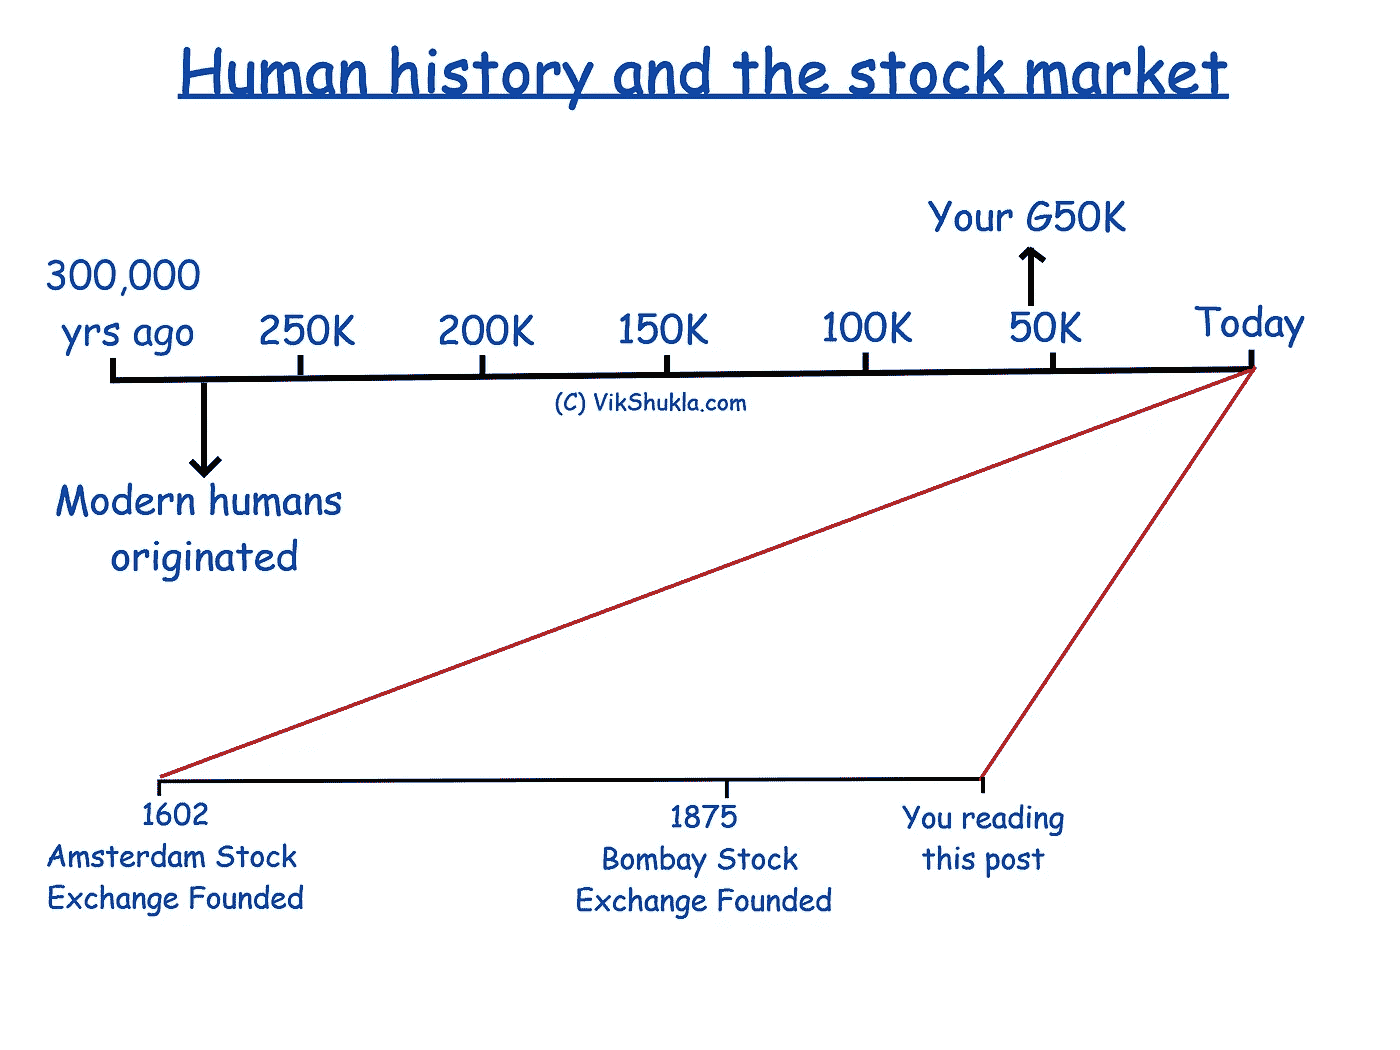 Human history and the stock market
Your G50K
300,000
yrs ago
250K
200K
150K
100K
50K
Today
(C) VikShukla.com
Modern humans
originated
1602
Amsterdam Stock
Exchange Founded
1875
Bombay Stock
Exchange Founded
You reading
this post